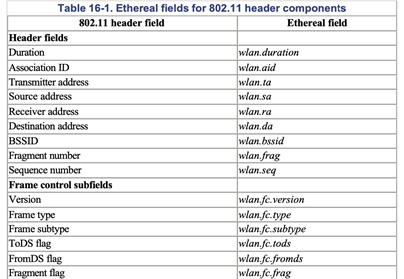 Table 16-1. Ethereal fields for 802.11 header components
802.11 header field Ethereal field
Header fields
Duration wlan.duration
Association ID wlan.aid
Transmitter address wlan.ta
Source address wlan.sa
Receiver address wlan.ra
Destination address wlan.da
BSSID wlan.bssid
Fragment number wlan.frag
Sequence number wlan.seq
Frame control subfields
Version wlan.fc.version
Frame type wlan.fc.type
Frame subtype wlan.fc.subtype
ToDS flag wlan.fc.tods
FromDS flag wlan.fc.fromds
Fragment flag wlan.fc.frag